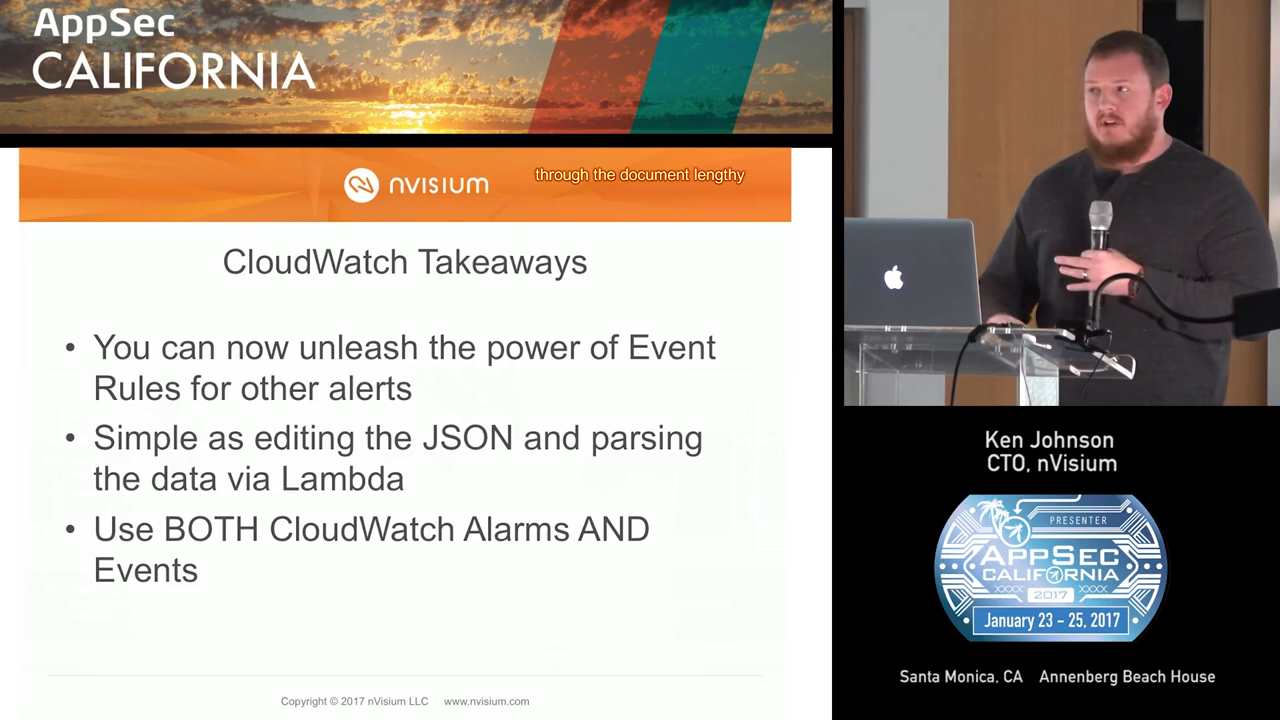 AppSec
CALIFORNIA
nVISIUM
through the document lengthy
CloudWatch Takeaways
• You can now unleash the power of Event
Rules for other alerts
• Simple as editing the JSON and parsing
the data via Lambda
• Use BOTH CloudWatch Alarms AND
Events
Copyright © 2017 nVisium LLC · www.nvisium.com
Ken Johnson
CTO, nVisium
PRESENTER
APPSEC
CALIFORNIA
XXXX 2017 XXXX
January 23 - 25, 2017
Santa Monica, CA Annenberg Beach House